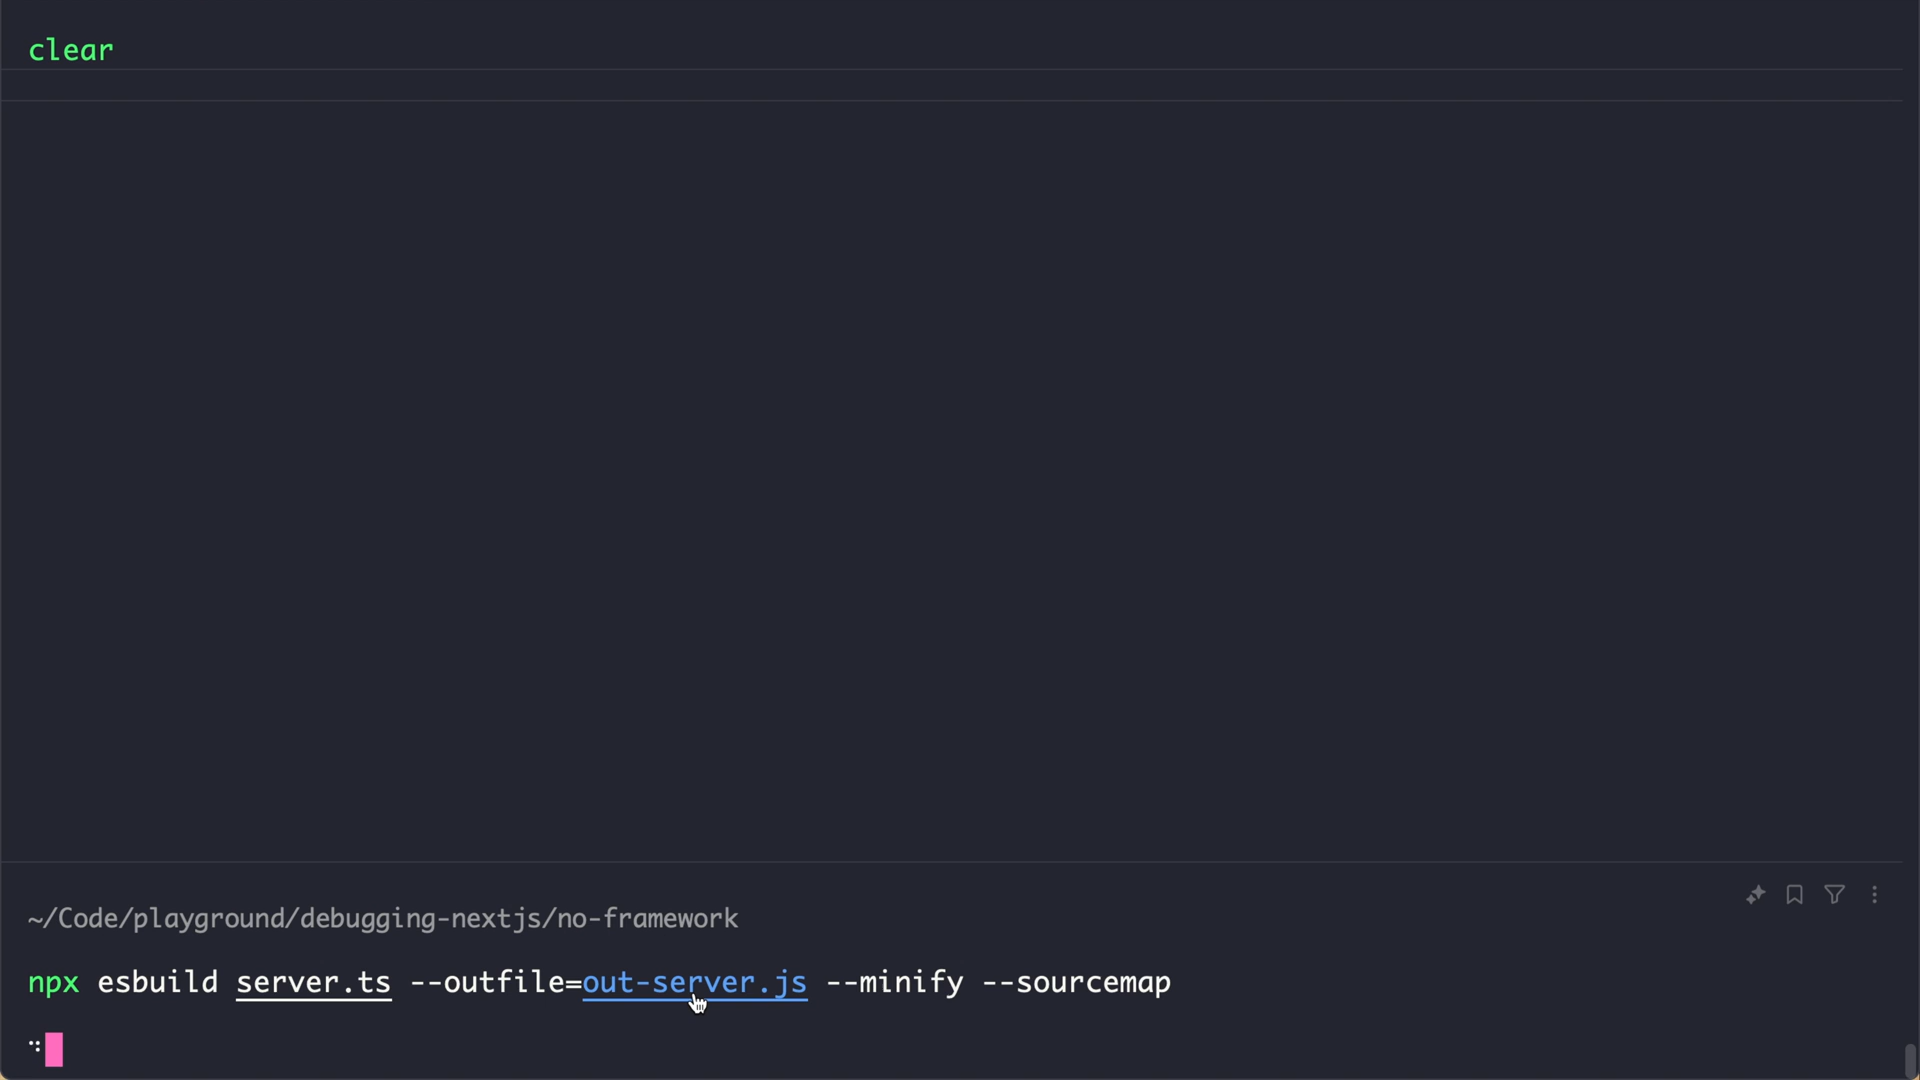 clear
~/Code/playground/debugging-nextjs/no-framework
npx esbuild server.ts --outfile=out-server.js --minify --sourcemap